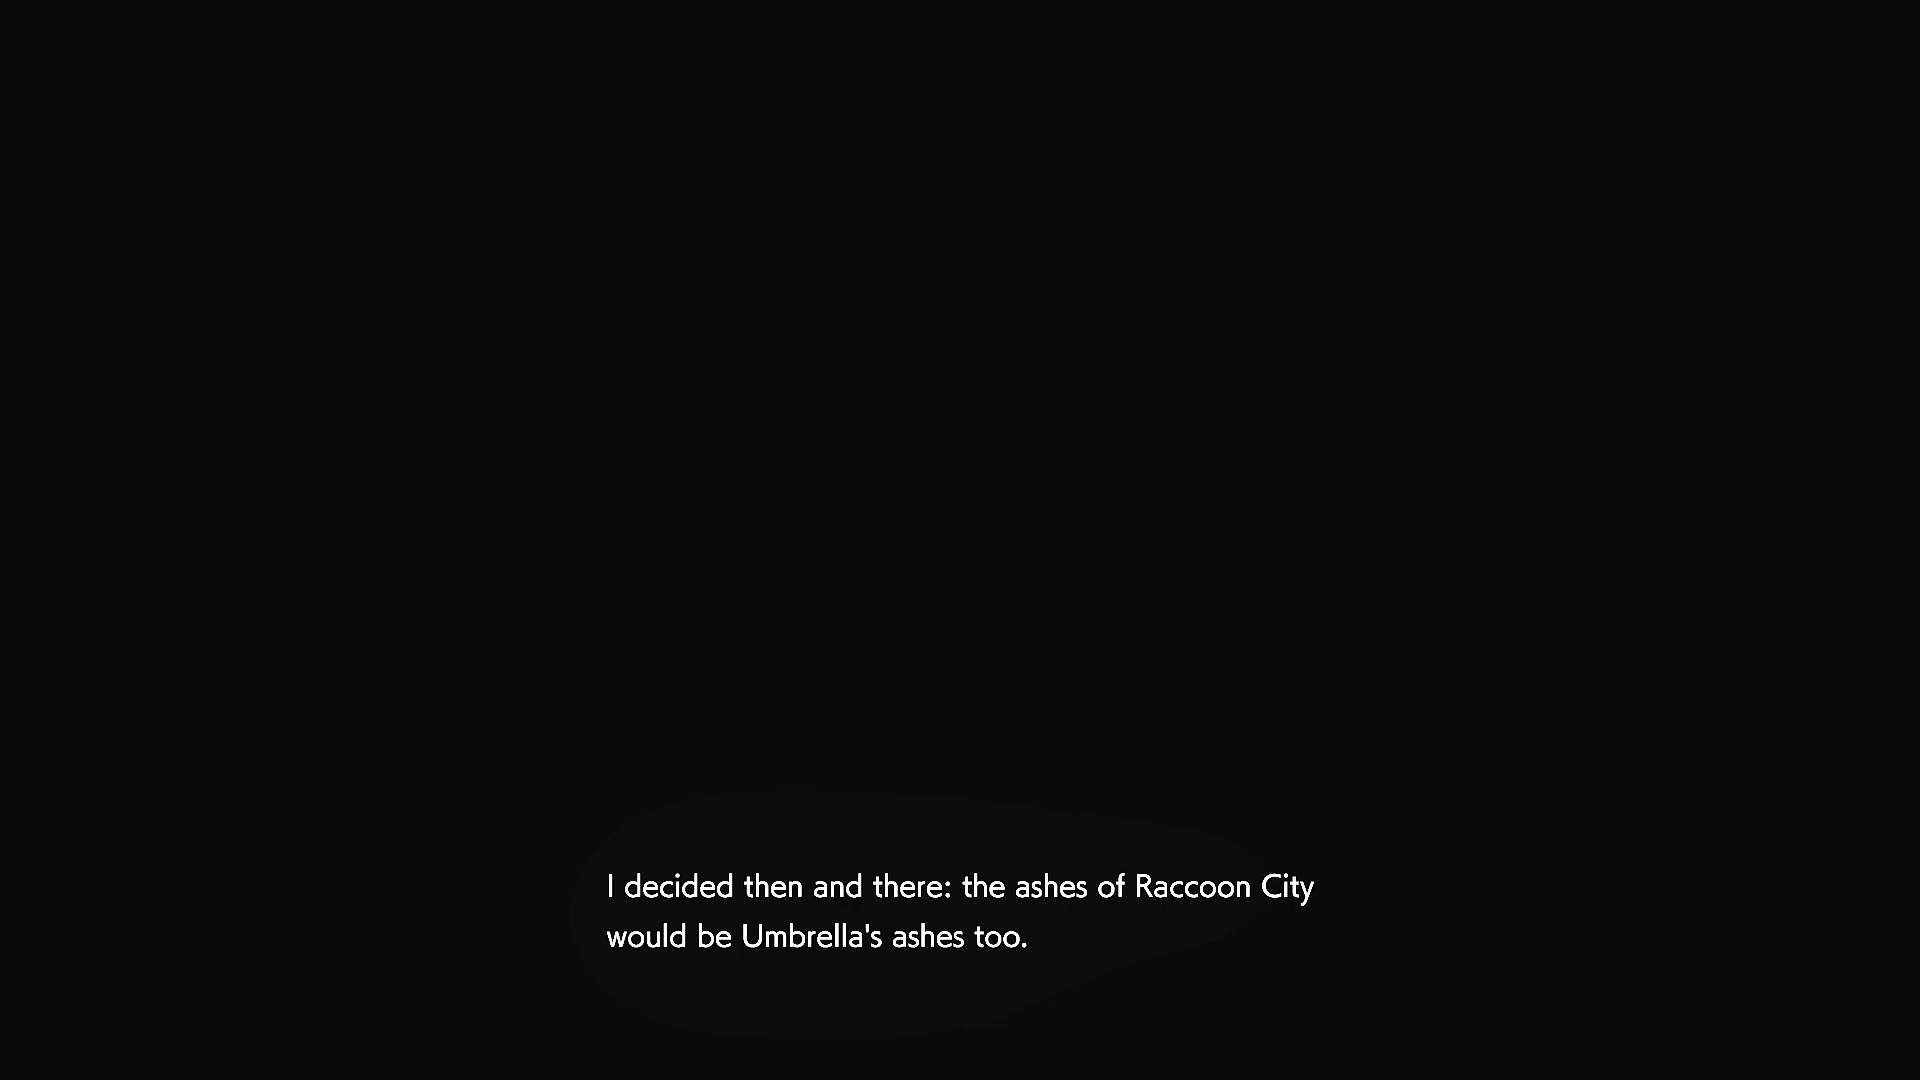 I decided then and there: the ashes of Raccoon City
would be Umbrella's ashes too.